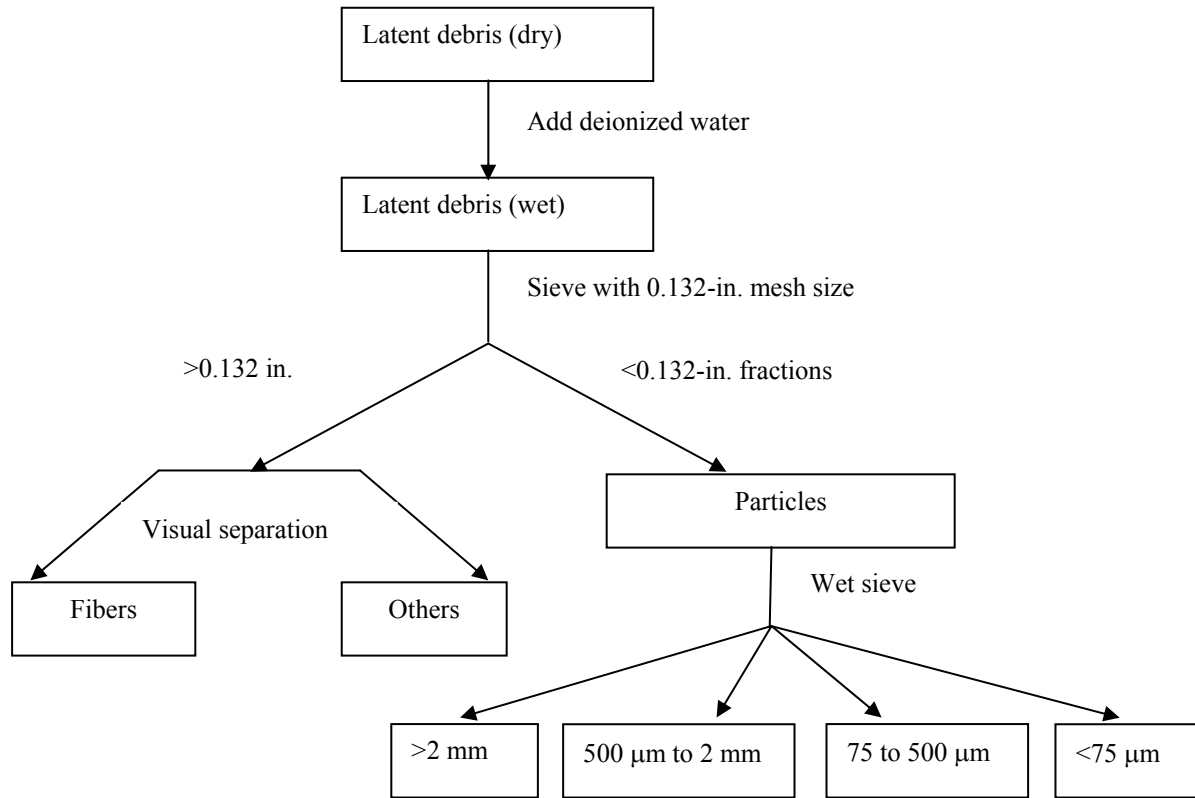 Latent debris (dry)
Add deionized water
Latent debris (wet)
Sieve with 0.132-in. mesh size
>0.132 in.
<0.132-in. fractions
Particles
Visual separation
Wet sieve
Fibers
Others
>2 mm
500 μm to 2 mm
75 to 500 μm
<75 μm